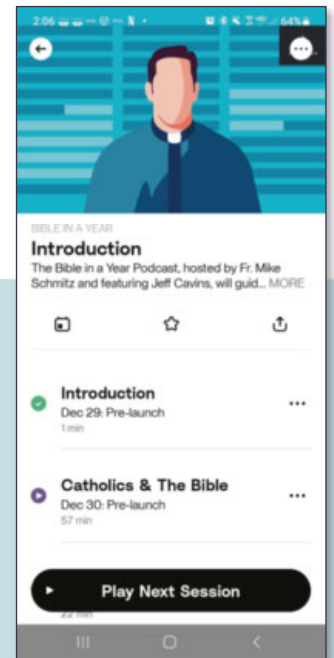 2:06
64%
BIBLE IN A YEAR
Introduction
The Bible in a Year Podcast, hosted by Fr. Mike
Schmitz and featuring Jeff Cavins, will guid... MORE
Introduction
Dec 29: Pre-launch
1 min
Catholics & The Bible
Dec 30: Pre-launch
57 min
Play Next Session
22 min